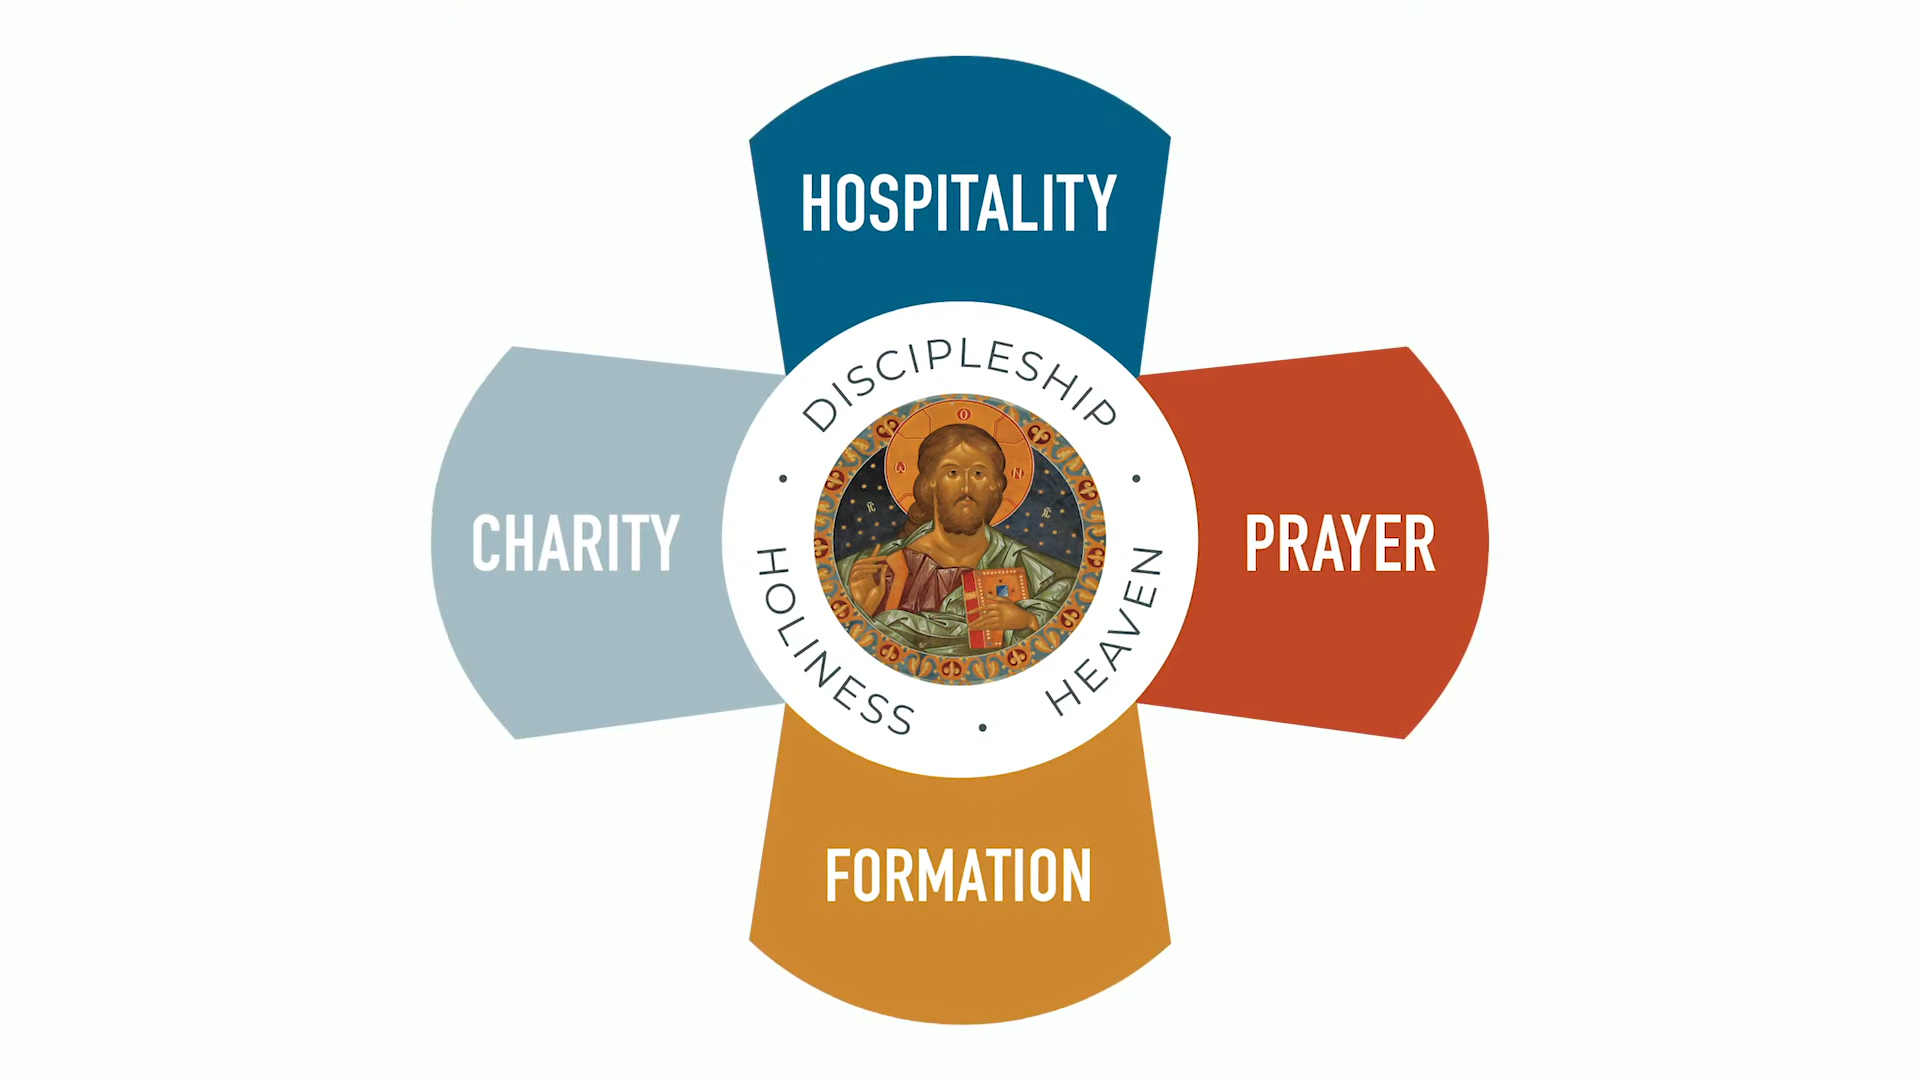 HOSPITALITY
DISCIPLESHIP
CHARITY
PRAYER
HOLINESS • HEAVEN
FORMATION